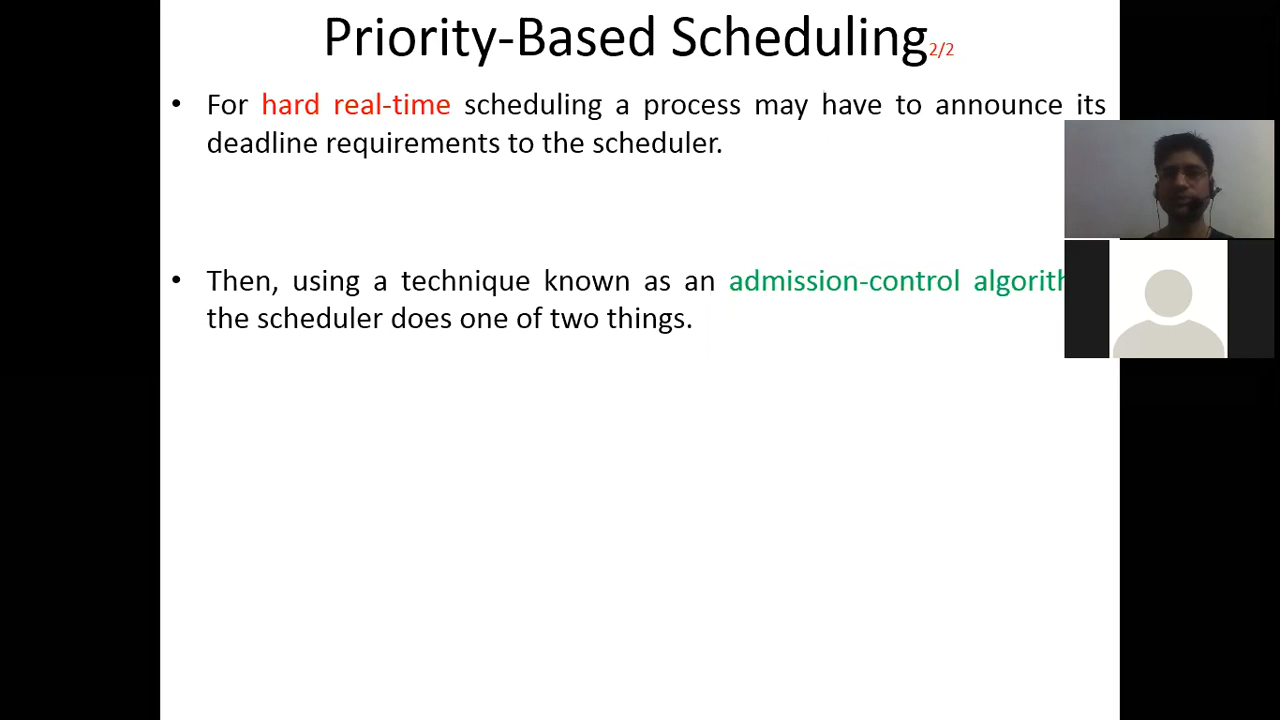 Priority-Based Scheduling2/2
• For hard real-time scheduling a process may have to announce its
deadline requirements to the scheduler.
• Then, using a technique known as an admission-control
the scheduler does one of two things.